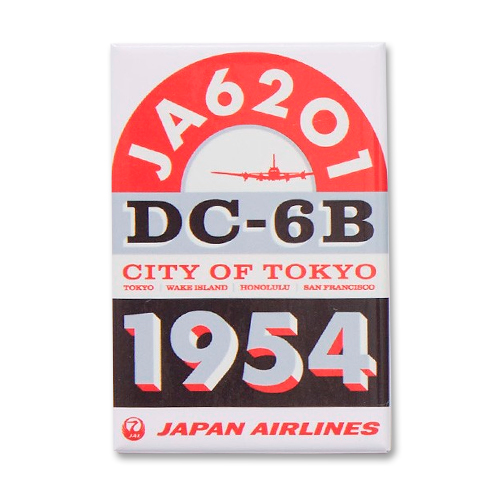 JA6201
DC-6B
CITY OF TOKYO
TOKYO | WAKE ISLAND | HONOLULU | SAN FRANCISCO
1954
JAL JAPAN AIRLINES